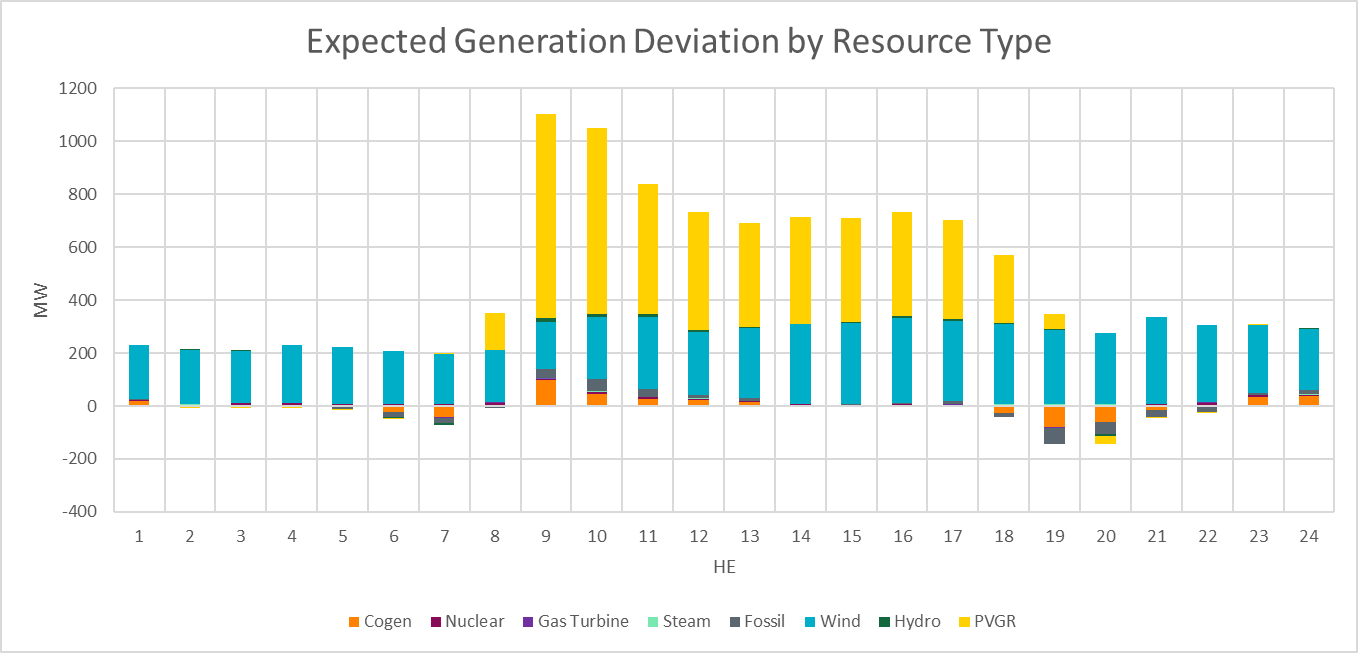 Expected Generation Deviation by Resource Type
1200
1000
800
600
400
200
0
-200
-400
MW
1 2 3 4 5 6 7 8 9 10 11 12 13 14 15 16 17 18 19 20 21 22 23 24
HE
Cogen Nuclear Gas Turbine Steam Fossil Wind Hydro PVGR